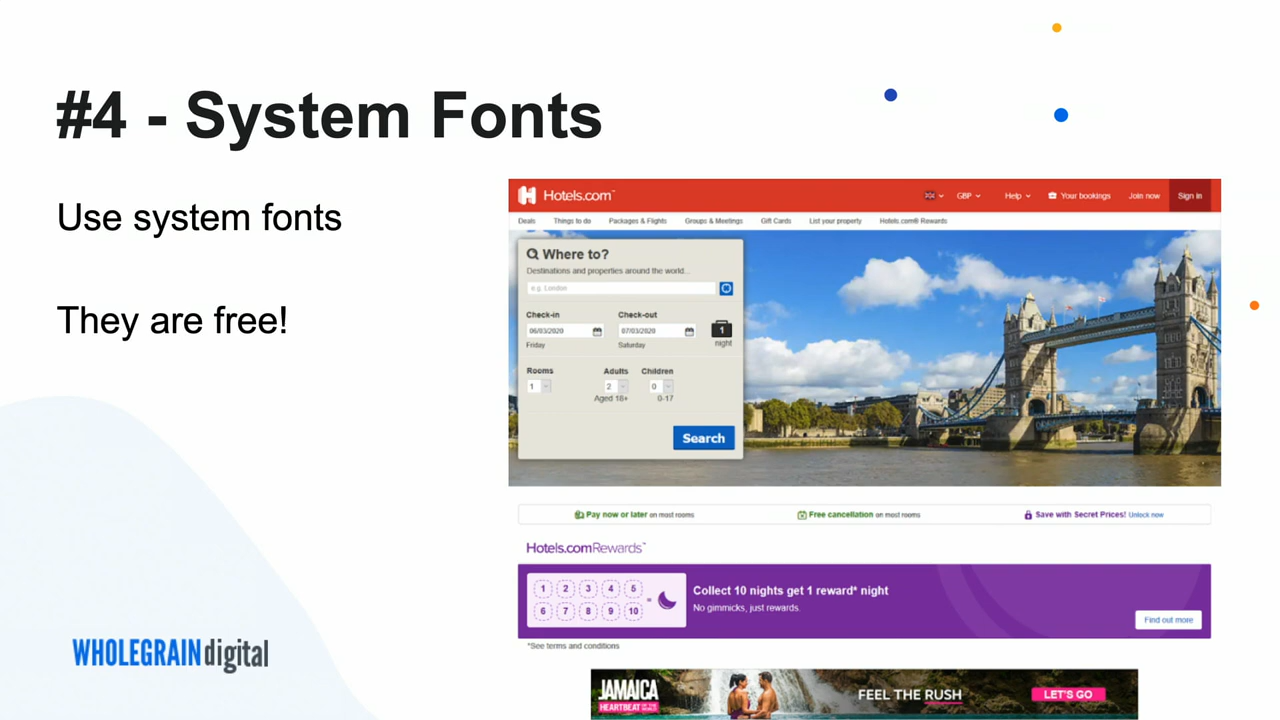 #4 - System Fonts
Use system fonts
They are free!
Hotels.com™
GBP
Help
Your bookings
Join now
Sign in
Deals
Things to do
Packages & Flights
Groups & Meetings
Gift Cards
List your property
Hotels.com® Rewards
Where to?
Destinations and properties around the world...
e.g. London
Check-in
Check-out
06/03/2020
07/03/2020
1
Friday
Saturday
night
Rooms
Adults
Children
1
2
0
Aged 18+
0-17
Search
Pay now or later on most rooms
Free cancellation on most rooms
Save with Secret Prices! Unlock now
Hotels.comRewards™
1 2 3 4 5
6 7 8 9 10
=
Collect 10 nights get 1 reward* night
No gimmicks, just rewards.
Find out more
*See terms and conditions
JAMAICA
HEARTBEAT OF THE WORLD
FEEL THE RUSH
LET'S GO
WHOLEGRAIN digital